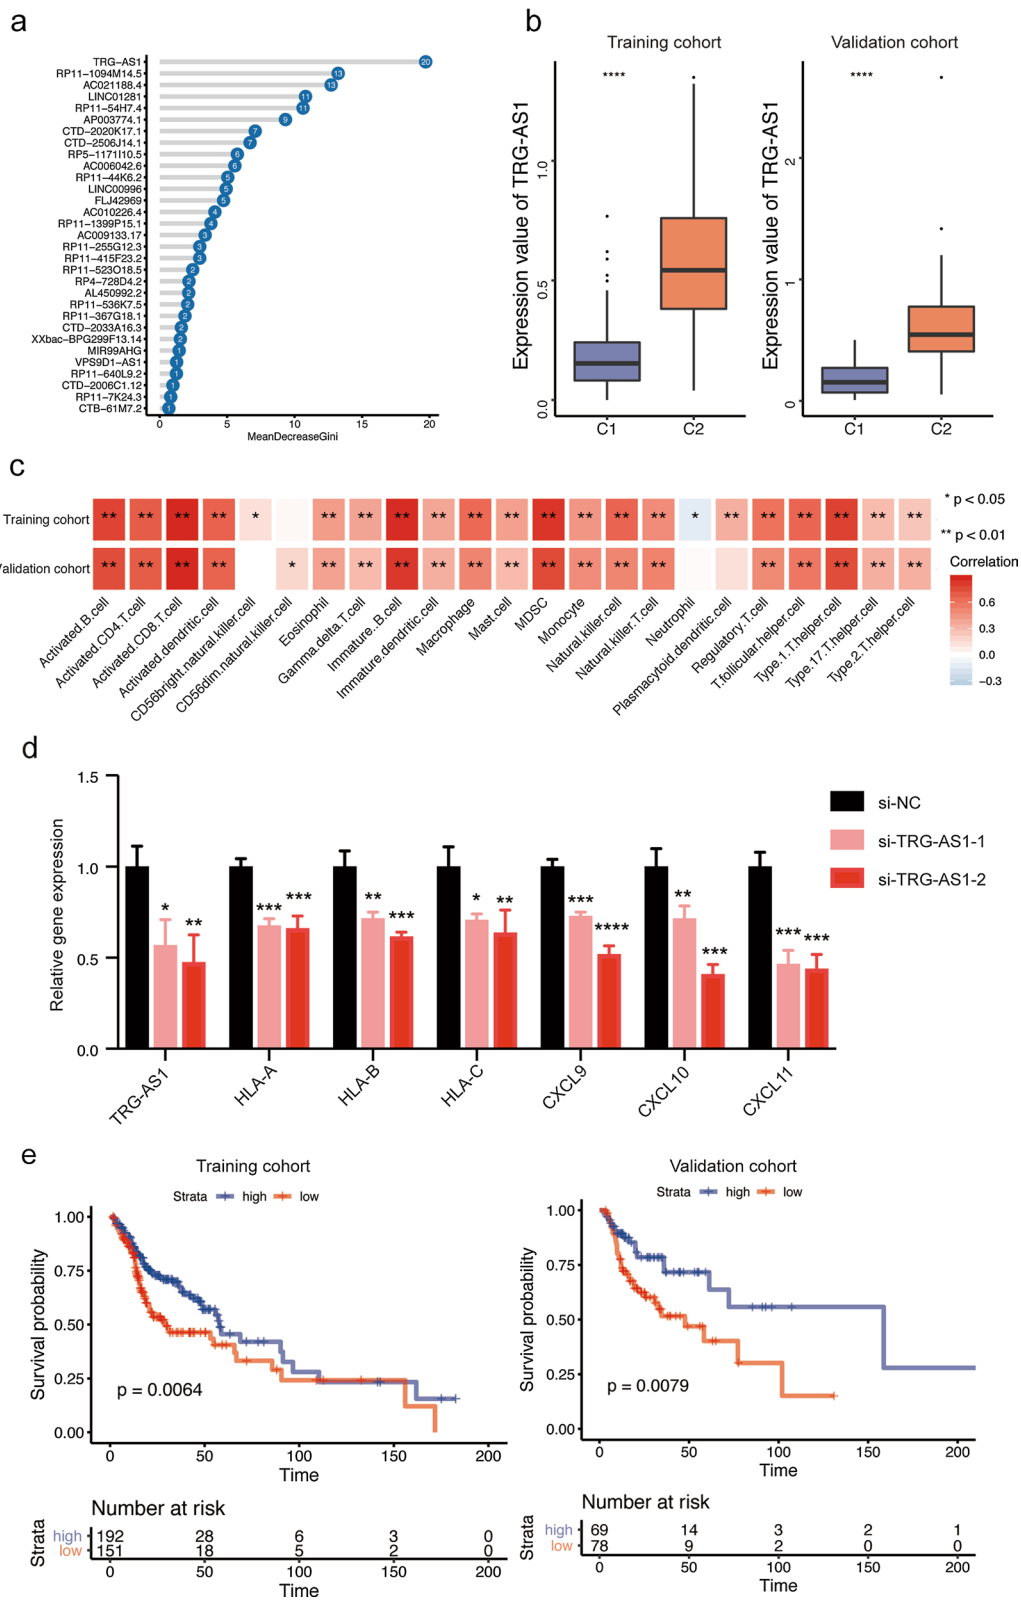 a
TRG-AS1
20
RP11-1094M14.5
13
AC021188.4
13
LINC01281
11
RP11-54H7.4
11
AP003774.1
9
CTD-2020K17.1
7
CTD-2506J14.1
7
RP5-1171I10.5
6
AC006042.6
6
RP11-44K6.2
5
LINC00996
5
FLJ42969
5
AC010226.4
4
RP11-1399P15.1
4
AC009133.17
3
RP11-255G12.3
3
RP11-415F23.2
3
RP11-523O18.5
2
RP4-728D4.2
2
AL450992.2
2
RP11-536K7.5
2
RP11-367G18.1
2
CTD-2033A16.3
2
XXbac-BPG299F13.14
2
MIR99AHG
1
VPS9D1-AS1
1
RP11-640L9.2
1
CTD-2006C1.12
1
RP11-7K24.3
1
CTB-61M7.2
1
0 5 10 15 20
MeanDecreaseGini
b
Training cohort
Expression value of TRG-AS1
****
1.0
0.5
0.0
C1 C2
Validation cohort
Expression value of TRG-AS1
****
2
1
0
C1 C2
c
Training cohort
** ** ** ** * ** ** ** ** ** ** ** ** ** ** * ** ** ** ** ** **
Validation cohort
** ** ** ** * ** ** ** ** ** ** ** ** ** ** ** ** ** ** **
Activated.B.cell
Activated.CD4.T.cell
Activated.CD8.T.cell
Activated.dendritic.cell
CD56bright.natural.killer.cell
CD56dim.natural.killer.cell
Eosinophil
Gamma.delta.T.cell
Immature..B.cell
Immature.dendritic.cell
Macrophage
Mast.cell
MDSC
Monocyte
Natural.killer.cell
Natural.killer.T.cell
Neutrophil
Plasmacytoid.dendritic.cell
Regulatory.T.cell
T.follicular.helper.cell
Type.1.T.helper.cell
Type.17.T.helper.cell
Type.2.T.helper.cell
* p < 0.05
** p < 0.01
Correlation
0.6
0.3
0.0
−0.3
d
Relative gene expression
1.5
1.0
0.5
0.0
* **
*** ***
** ***
* **
*** ****
** ***
*** ***
TRG-AS1
HLA-A
HLA-B
HLA-C
CXCL9
CXCL10
CXCL11
si-NC
si-TRG-AS1-1
si-TRG-AS1-2
e
Training cohort
Strata high low
Survival probability
1.00
0.75
0.50
0.25
0.00
p = 0.0064
0 50 100 150 200
Time
Number at risk
Strata
high 192 28 6 3 0
low 151 18 5 2 0
0 50 100 150 200
Time
Validation cohort
Strata high low
Survival probability
1.00
0.75
0.50
0.25
0.00
p = 0.0079
0 50 100 150 200
Time
Number at risk
Strata
high 69 14 3 2 1
low 78 9 2 0 0
0 50 100 150 200
Time